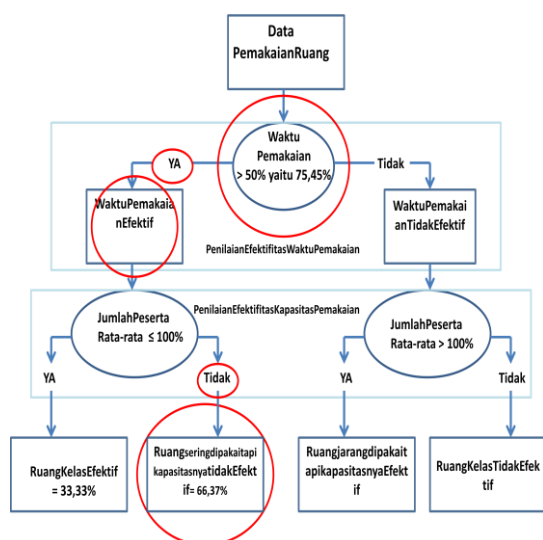 Data
PemakaianRuang
Waktu
Pemakaian
> 50% yaitu 75,45%
YA
Tidak
WaktuPemakaia
nEfektif
WaktuPemakai
anTidakEfektif
PenilaianEfektifitasWaktuPemakaian
PenilaianEfektifitasKapasitasPemakaian
JumlahPeserta
Rata-rata ≤ 100%
JumlahPeserta
Rata-rata > 100%
YA
Tidak
YA
Tidak
RuangKelasEfektif
= 33,33%
Ruangseringdipakaitapi
kapasitasnyatidakEfekt
if= 66,37%
Ruangjarangdipakait
apikapasitasnyaEfekt
if
RuangKelasTidakEfek
tif